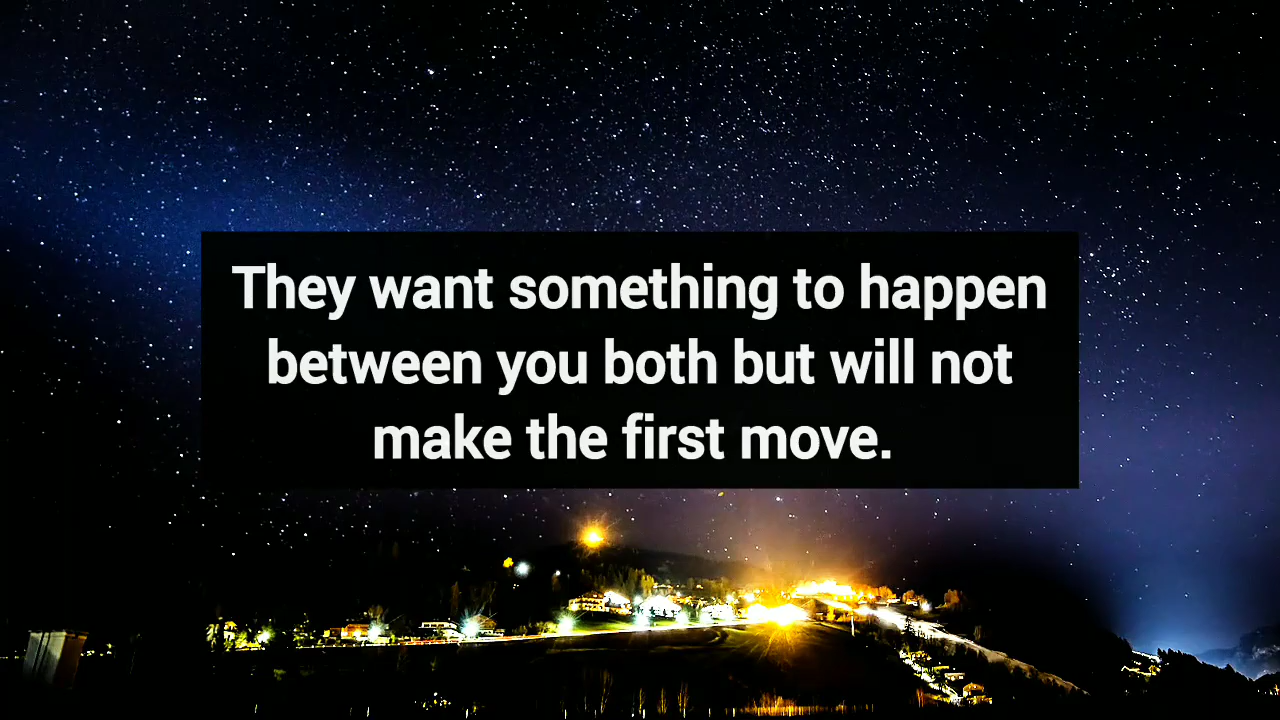 They want something to happen
between you both but will not
make the first move.